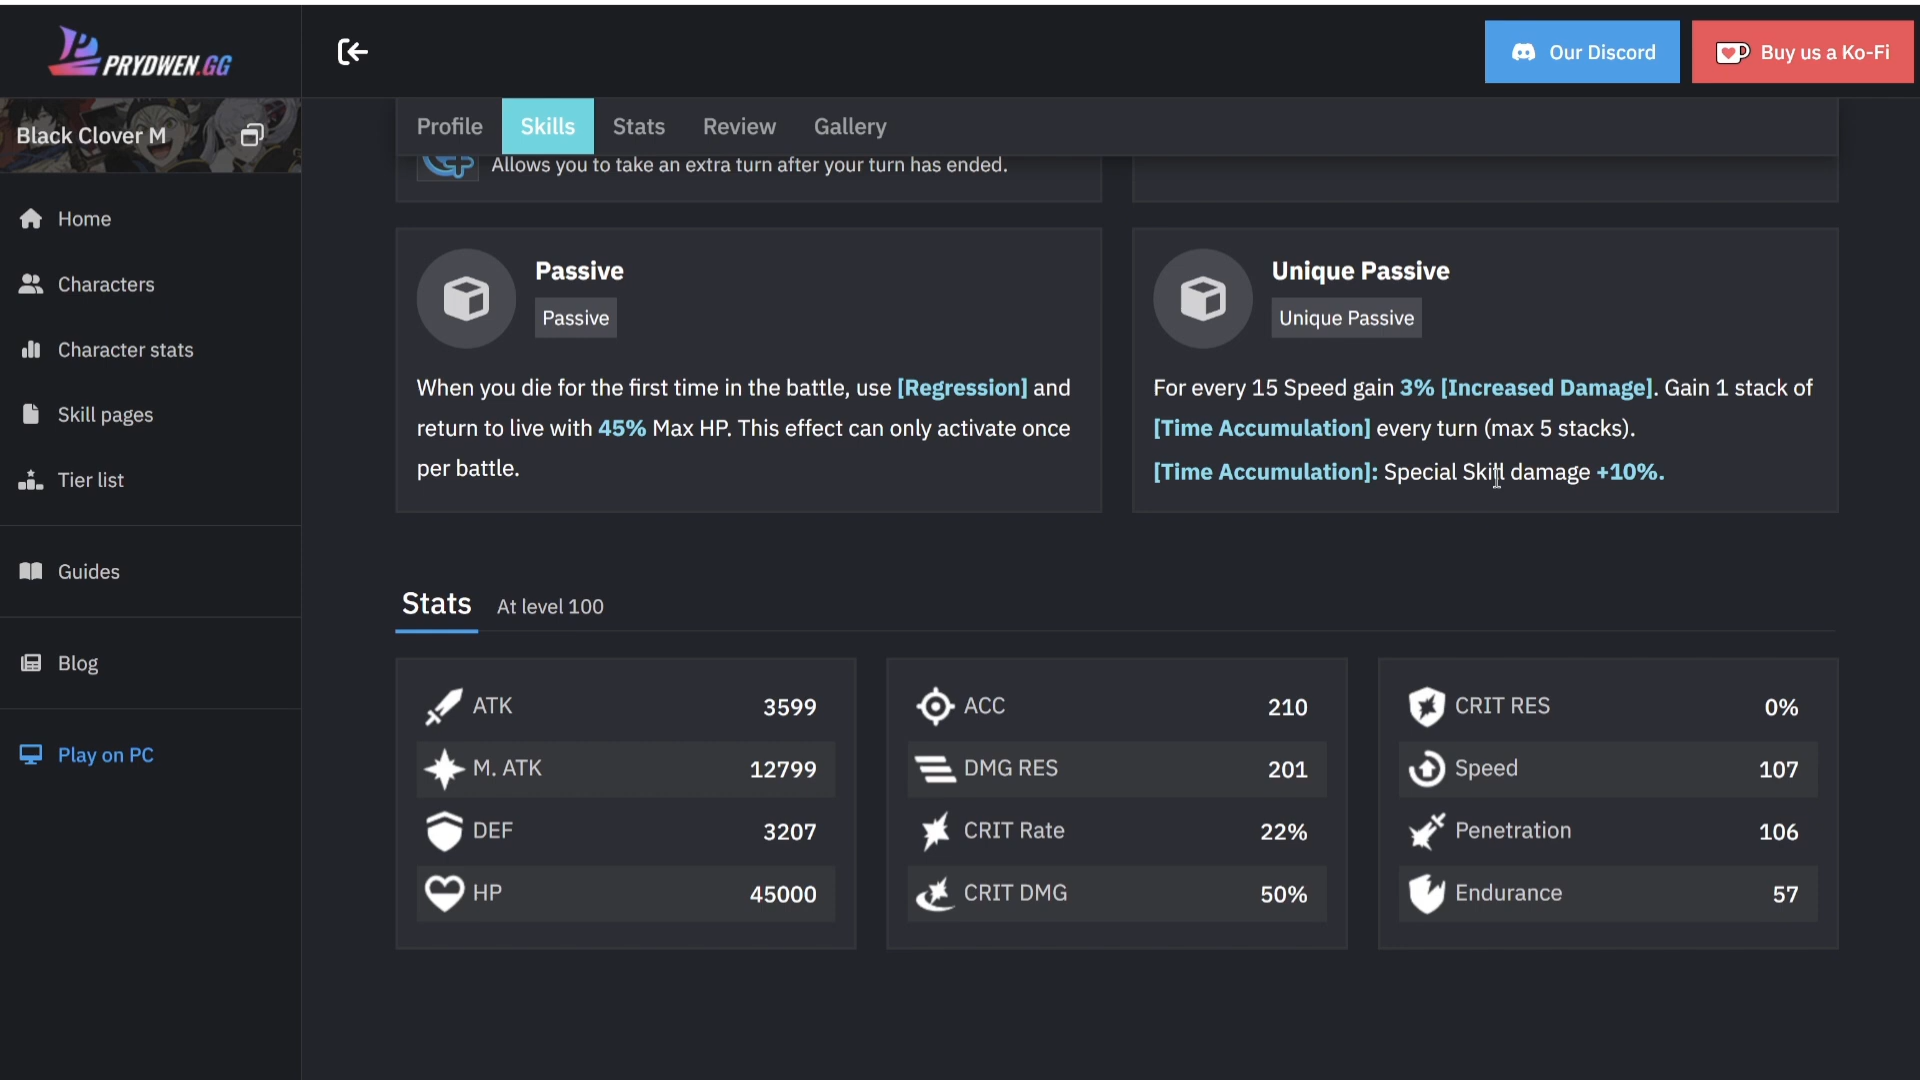 PRYDWEN.GG
Our Discord
Buy us a Ko-Fi
Black Clover M
Profile
Skills
Stats
Review
Gallery
Home
Characters
Character stats
Skill pages
Tier list
Guides
Blog
Play on PC
Allows you to take an extra turn after your turn has ended.
Passive
Passive
When you die for the first time in the battle, use [Regression] and
return to live with 45% Max HP. This effect can only activate once
per battle.
Unique Passive
Unique Passive
For every 15 Speed gain 3% [Increased Damage]. Gain 1 stack of
[Time Accumulation] every turn (max 5 stacks).
[Time Accumulation]: Special Skill damage +10%.
Stats At level 100
ATK 3599
M. ATK 12799
DEF 3207
HP 45000
ACC 210
DMG RES 201
CRIT Rate 22%
CRIT DMG 50%
CRIT RES 0%
Speed 107
Penetration 106
Endurance 57